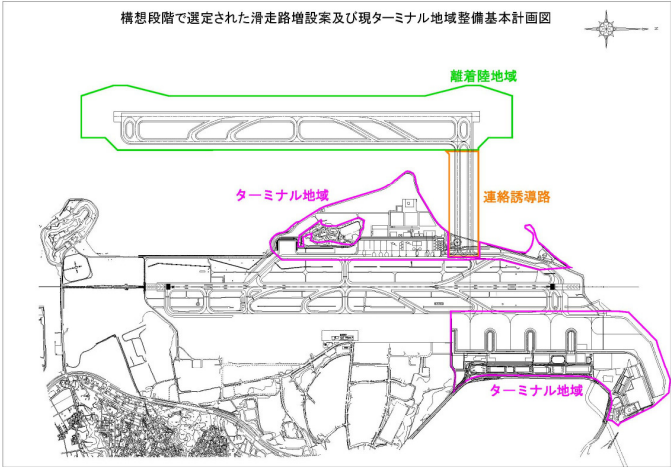 構想段階で選定された滑走路増設案及び現ターミナル地域整備基本計画図
離着陸地域
ターミナル地域
連絡誘導路
ターミナル地域